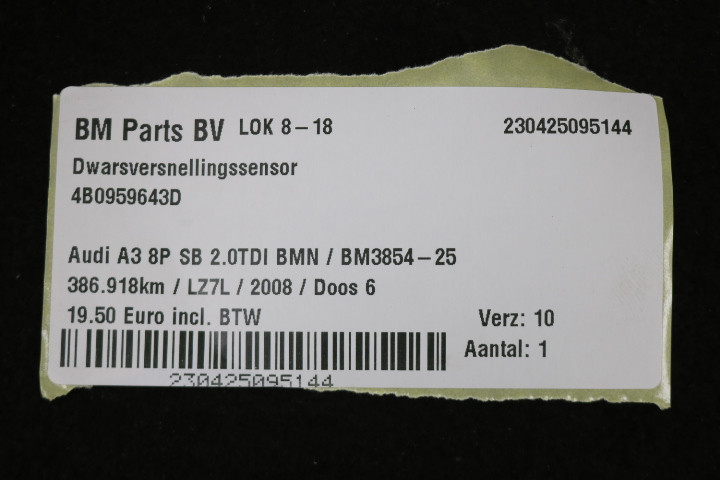 BM Parts BV LOK 8-18 230425095144
Dwarsversnellingssensor
4B0959643D
Audi A3 8P SB 2.0TDI BMN / BM3854-25
386.918km / LZ7L / 2008 / Doos 6
19.50 Euro incl. BTW Verz: 10
Aantal: 1
230425095144